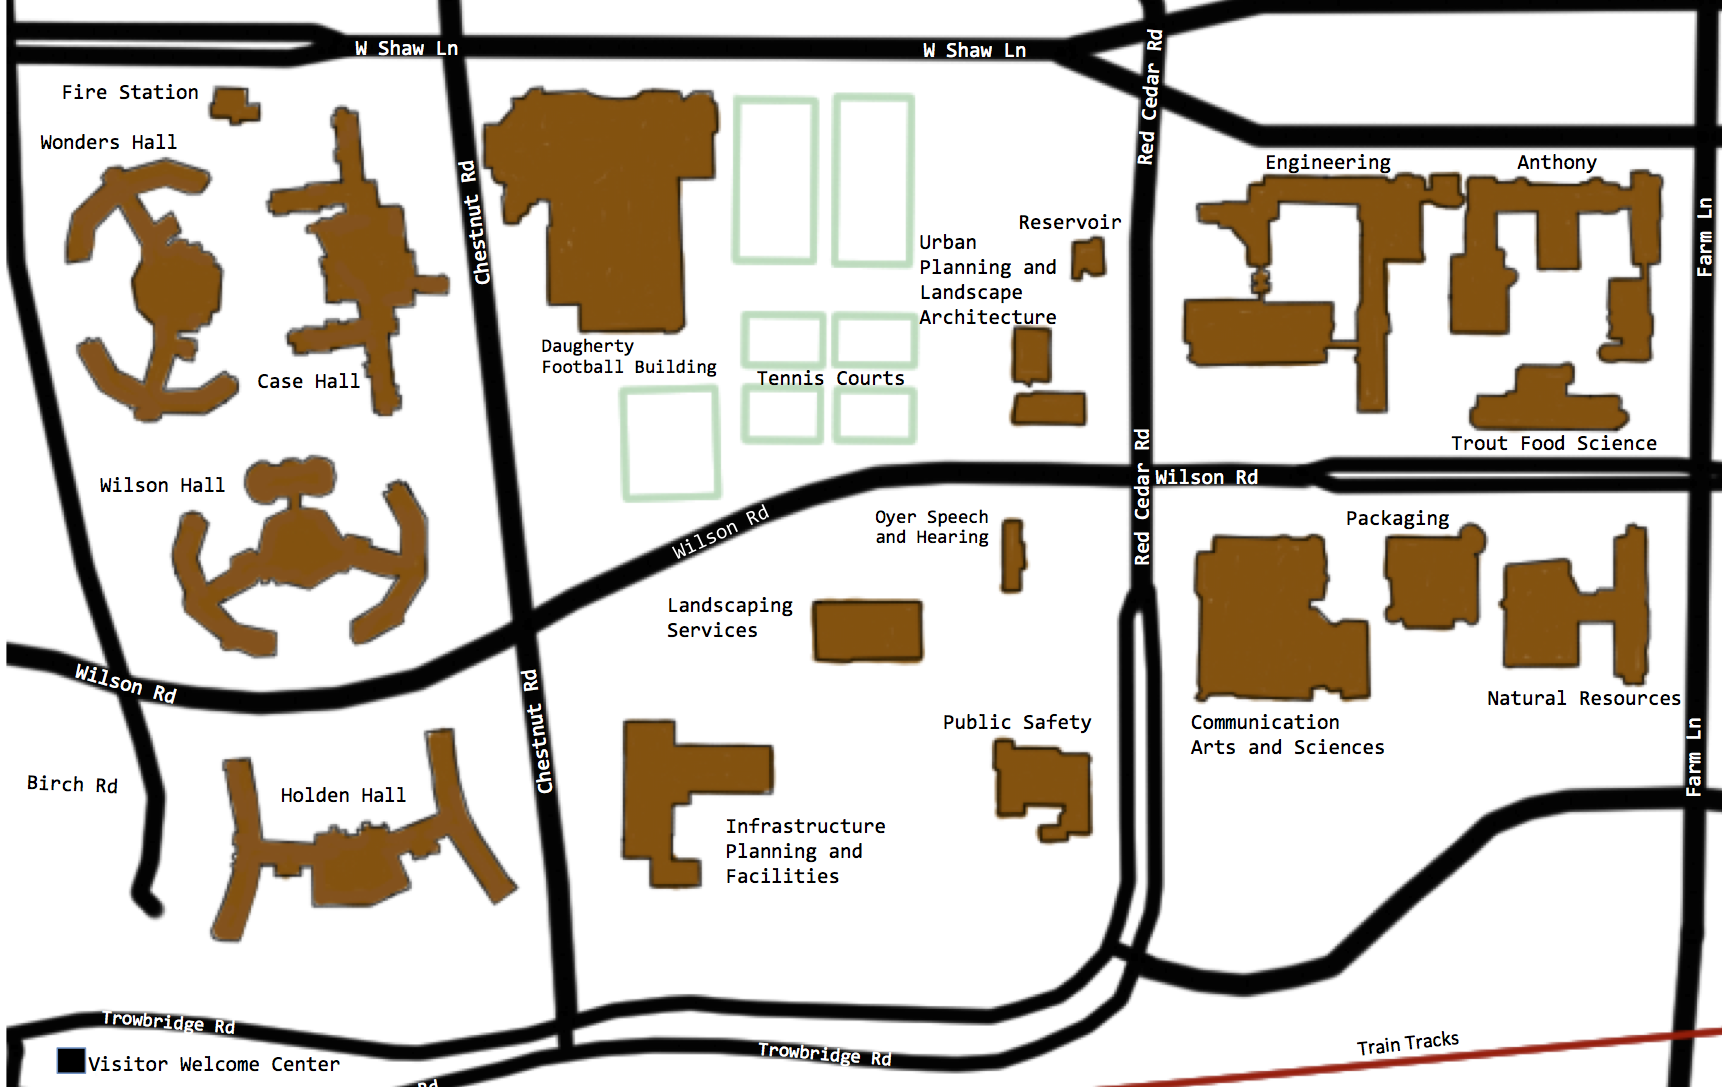 W Shaw Ln
W Shaw Ln
Red Cedar Rd
Fire Station
Wonders Hall
Chestnut Rd
Engineering
Anthony
Farm Ln
Reservoir
Urban
Planning and
Landscape
Architecture
Daugherty
Football Building
Case Hall
Tennis Courts
Trout Food Science
Wilson Hall
Wilson Rd
Wilson Rd
Red Cedar Rd
Oyer Speech
and Hearing
Packaging
Landscaping
Services
Wilson Rd
Chestnut Rd
Natural Resources
Communication
Arts and Sciences
Public Safety
Farm Ln
Birch Rd
Holden Hall
Infrastructure
Planning and
Facilities
Trowbridge Rd
Trowbridge Rd
Train Tracks
Visitor Welcome Center
Rd